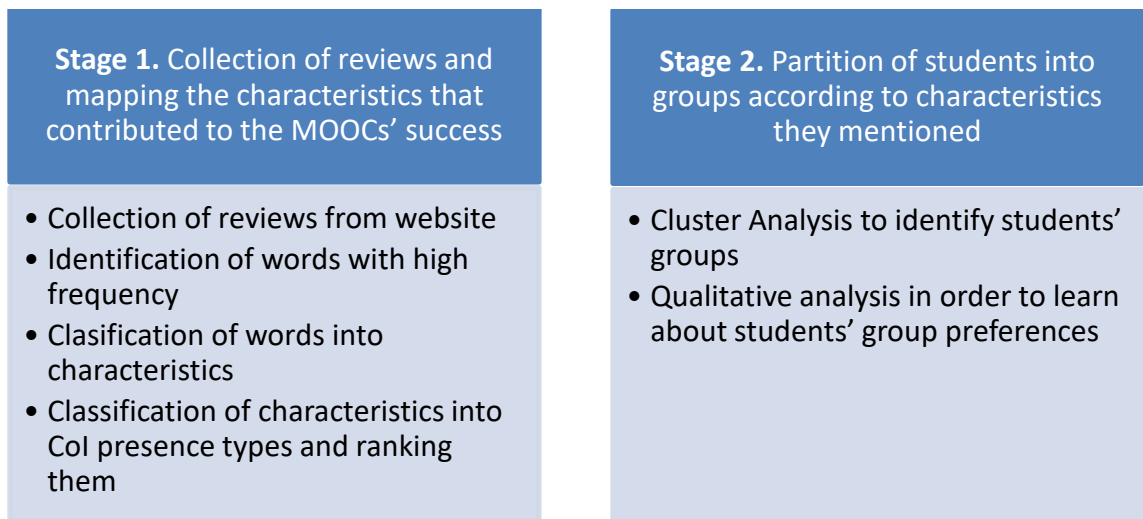 Stage 1. Collection of reviews and
mapping the characteristics that
contributed to the MOOCs’ success
• Collection of reviews from website
• Identification of words with high
frequency
• Clasification of words into
characteristics
• Classification of characteristics into
CoI presence types and ranking
them
Stage 2. Partition of students into
groups according to characteristics
they mentioned
• Cluster Analysis to identify students’
groups
• Qualitative analysis in order to learn
about students’ group preferences